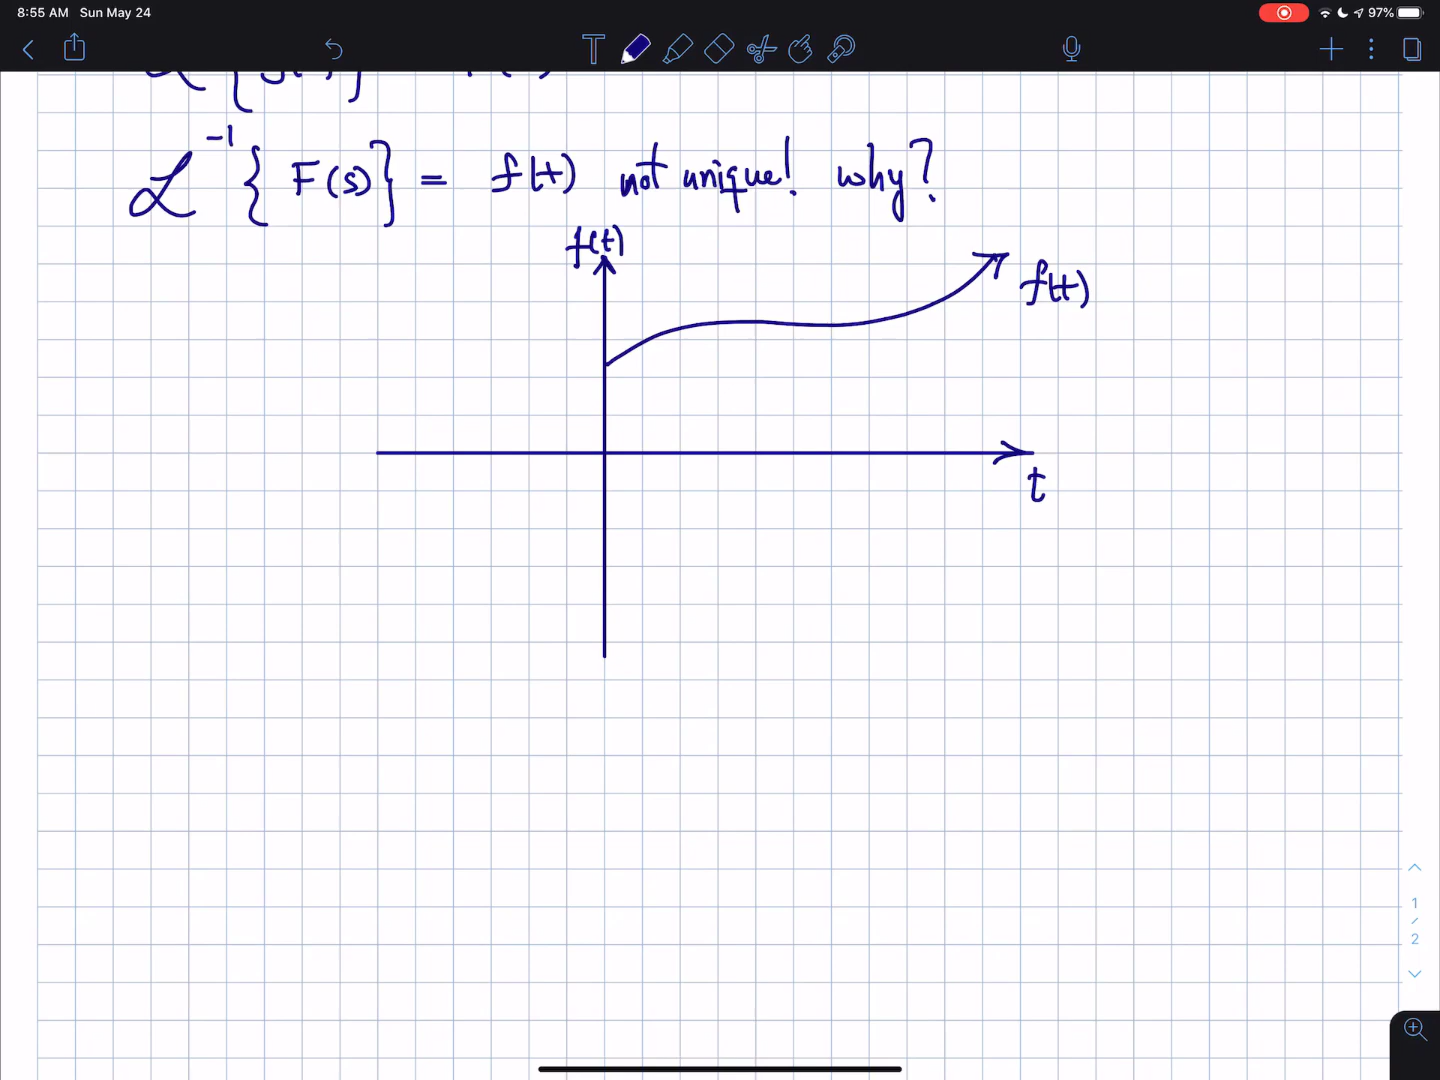 8:55 AM Sun May 24
97%
ℒ⁻¹{F(s)} = f(t) not unique! why?
f(t)
f(t)
t
1
/
2